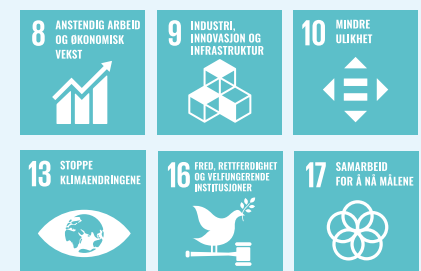 8 ANSTENDIG ARBEID
OG ØKONOMISK
VEKST
9 INDUSTRI,
INNOVASJON OG
INFRASTRUKTUR
10 MINDRE
ULIKHET
13 STOPPE
KLIMAENDRINGENE
16 FRED, RETTFERDIGHET
OG VELFUNGERENDE
INSTITUSJONER
17 SAMARBEID
FOR Å NÅ MÅLENE